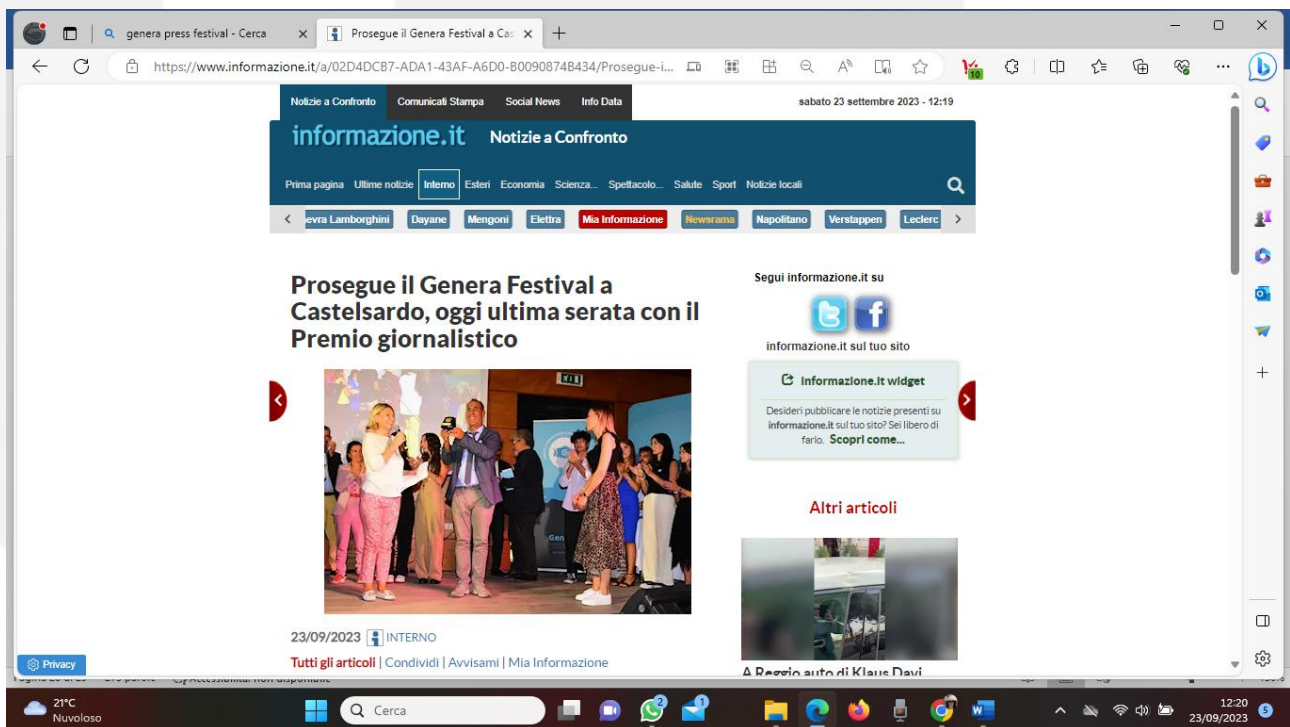 genera press festival - Cerca
Prosegue il Genera Festival a Cas
https://www.informazione.it/a/02D4DCB7-ADA1-43AF-A6D0-B0090874B434/Prosegue-i...
10
Notizie a Confronto Comunicati Stampa Social News Info Data
sabato 23 settembre 2023 - 12:19
informazione.it Notizie a Confronto
Prima pagina Ultime notizie Interno Esteri Economia Scienza... Spettacolo... Salute Sport Notizie locali
evra Lamborghini Dayane Mengoni Elettra Mia Informazione Newsrama Napolitano Verstappen Leclerc
Prosegue il Genera Festival a
Castelsardo, oggi ultima serata con il
Premio giornalistico
23/09/2023 INTERNO
Tutti gli articoli | Condividi | Avvisami | Mia Informazione
Segui informazione.it su
informazione.it sul tuo sito
informazione.it widget
Desideri pubblicare le notizie presenti su
informazione.it sul tuo sito? Sei libero di
farlo. Scopri come...
Altri articoli
A Reggio auto di Klaus Davi
Privacy
21°C
Nuvoloso
Cerca
2
1
12:20
23/09/2023
5